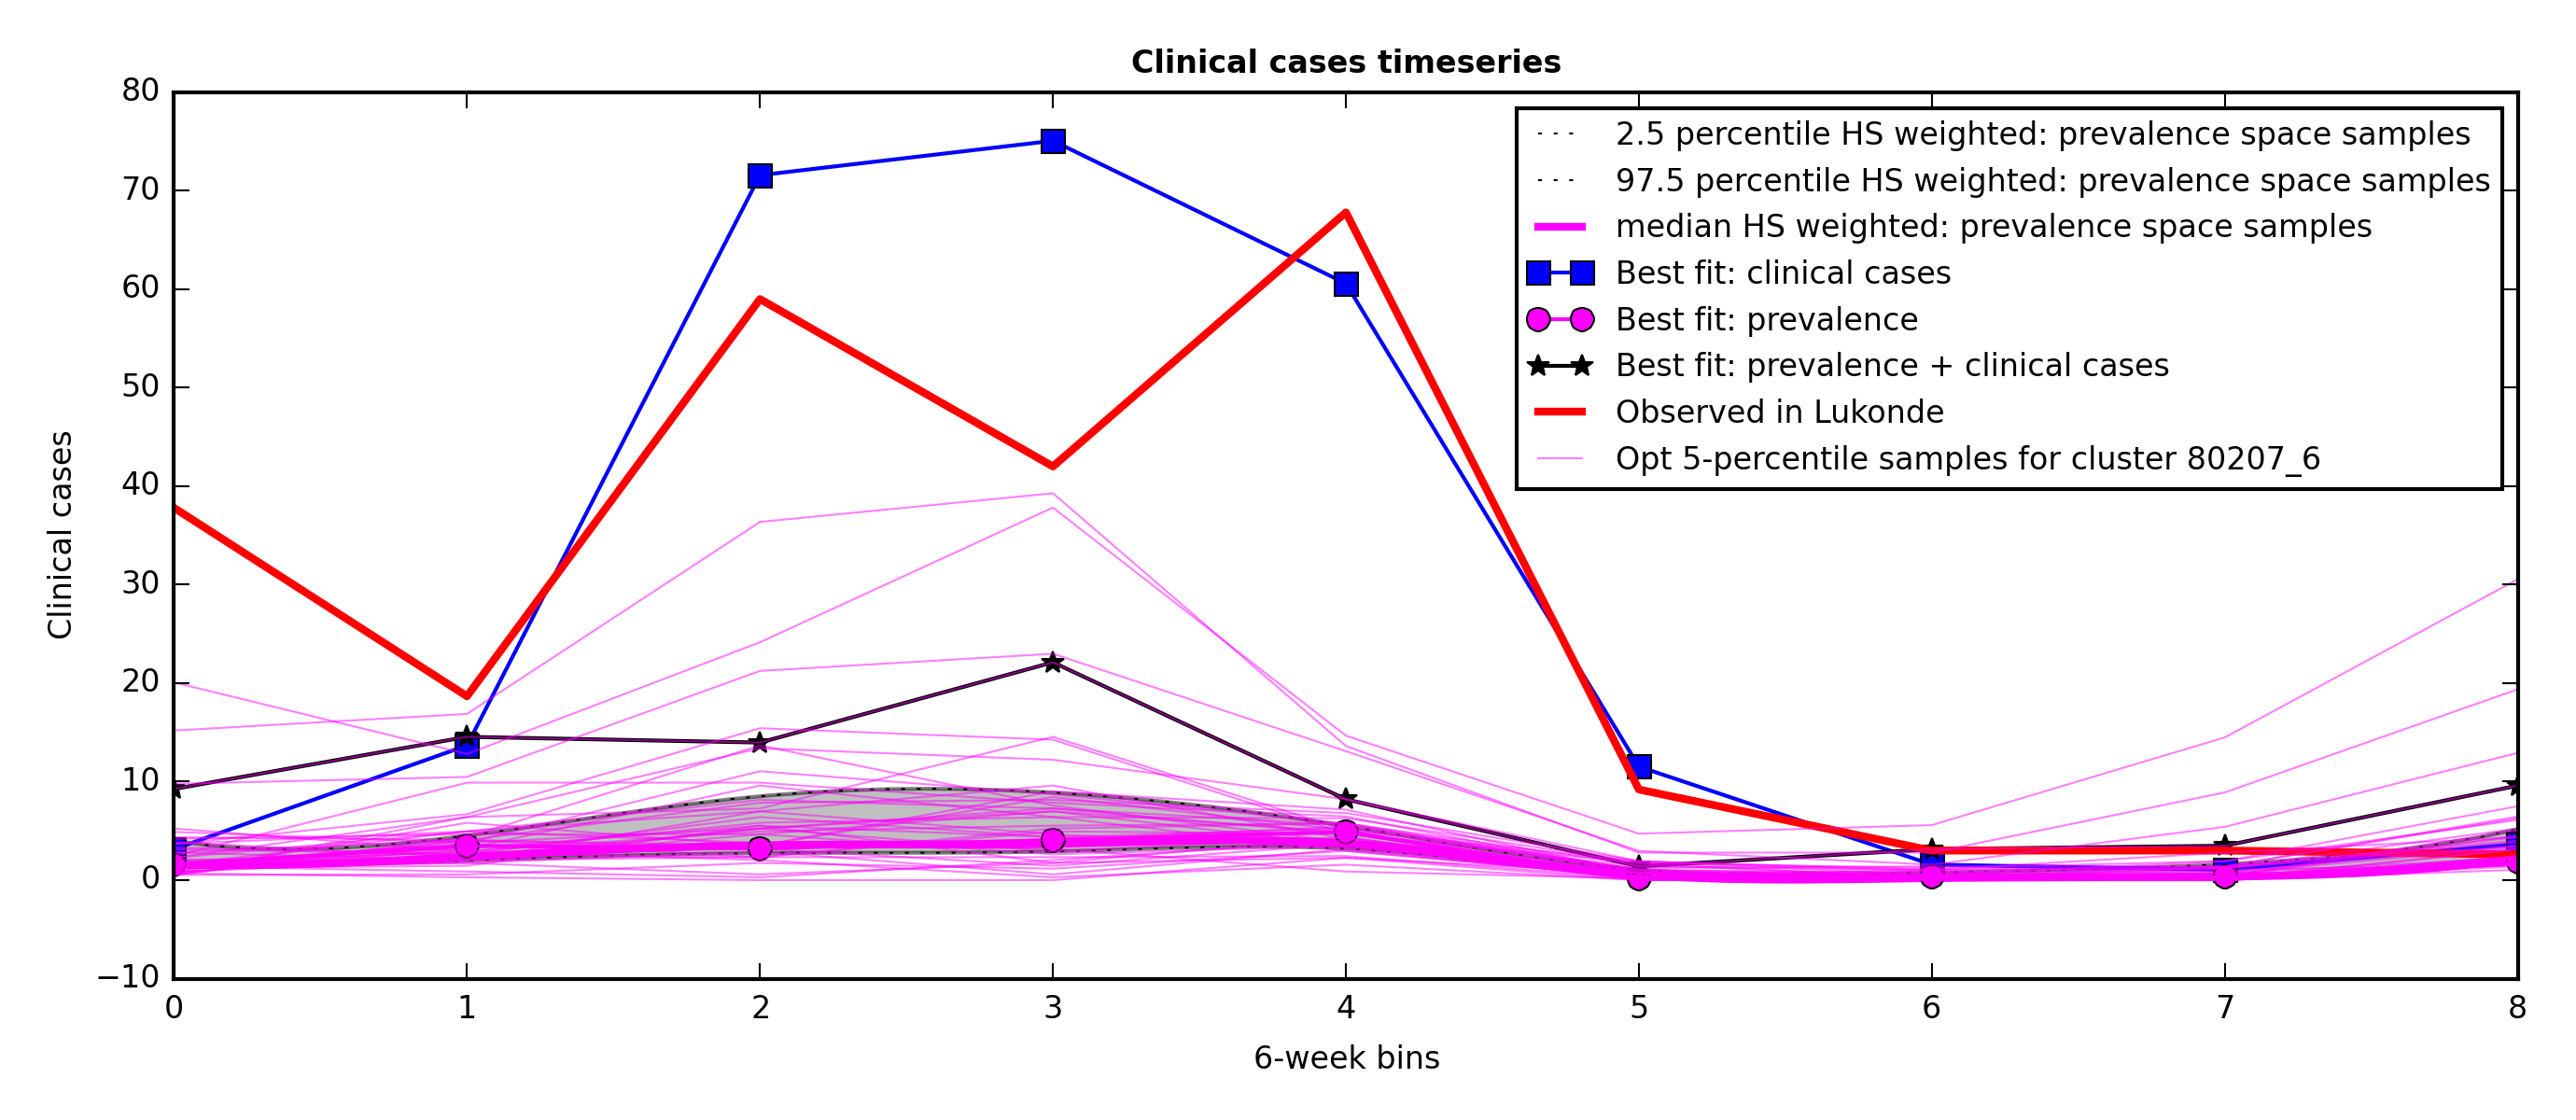 Clinical cases timeseries
80
70
60
50
40
30
20
10
0
−10
Clinical cases
2.5 percentile HS weighted: prevalence space samples
97.5 percentile HS weighted: prevalence space samples
median HS weighted: prevalence space samples
Best fit: clinical cases
Best fit: prevalence
Best fit: prevalence + clinical cases
Observed in Lukonde
Opt 5-percentile samples for cluster 80207_6
0 1 2 3 4 5 6 7 8
6-week bins